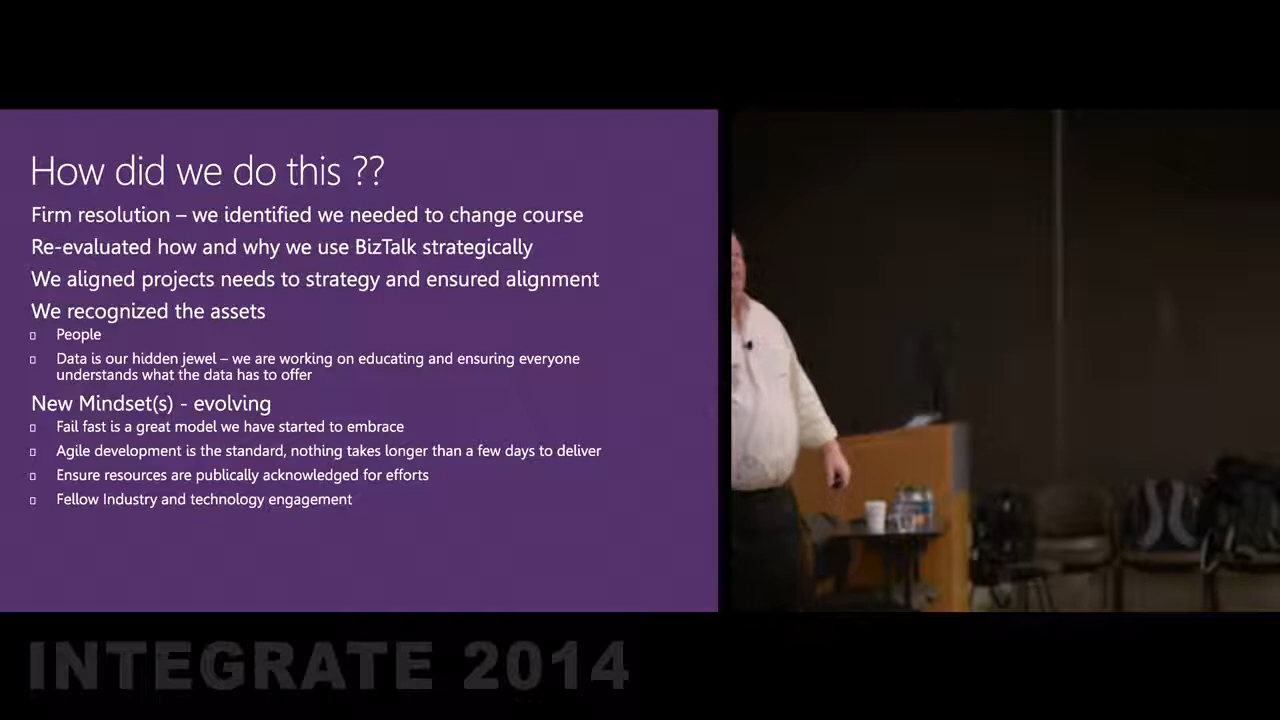 How did we do this ??
Firm resolution – we identified we needed to change course
Re-evaluated how and why we use BizTalk strategically
We aligned projects needs to strategy and ensured alignment
We recognized the assets
People
Data is our hidden jewel – we are working on educating and ensuring everyone
understands what the data has to offer
New Mindset(s) - evolving
Fail fast is a great model we have started to embrace
Agile development is the standard, nothing takes longer than a few days to deliver
Ensure resources are publically acknowledged for efforts
Fellow Industry and technology engagement
INTEGRATE 2014